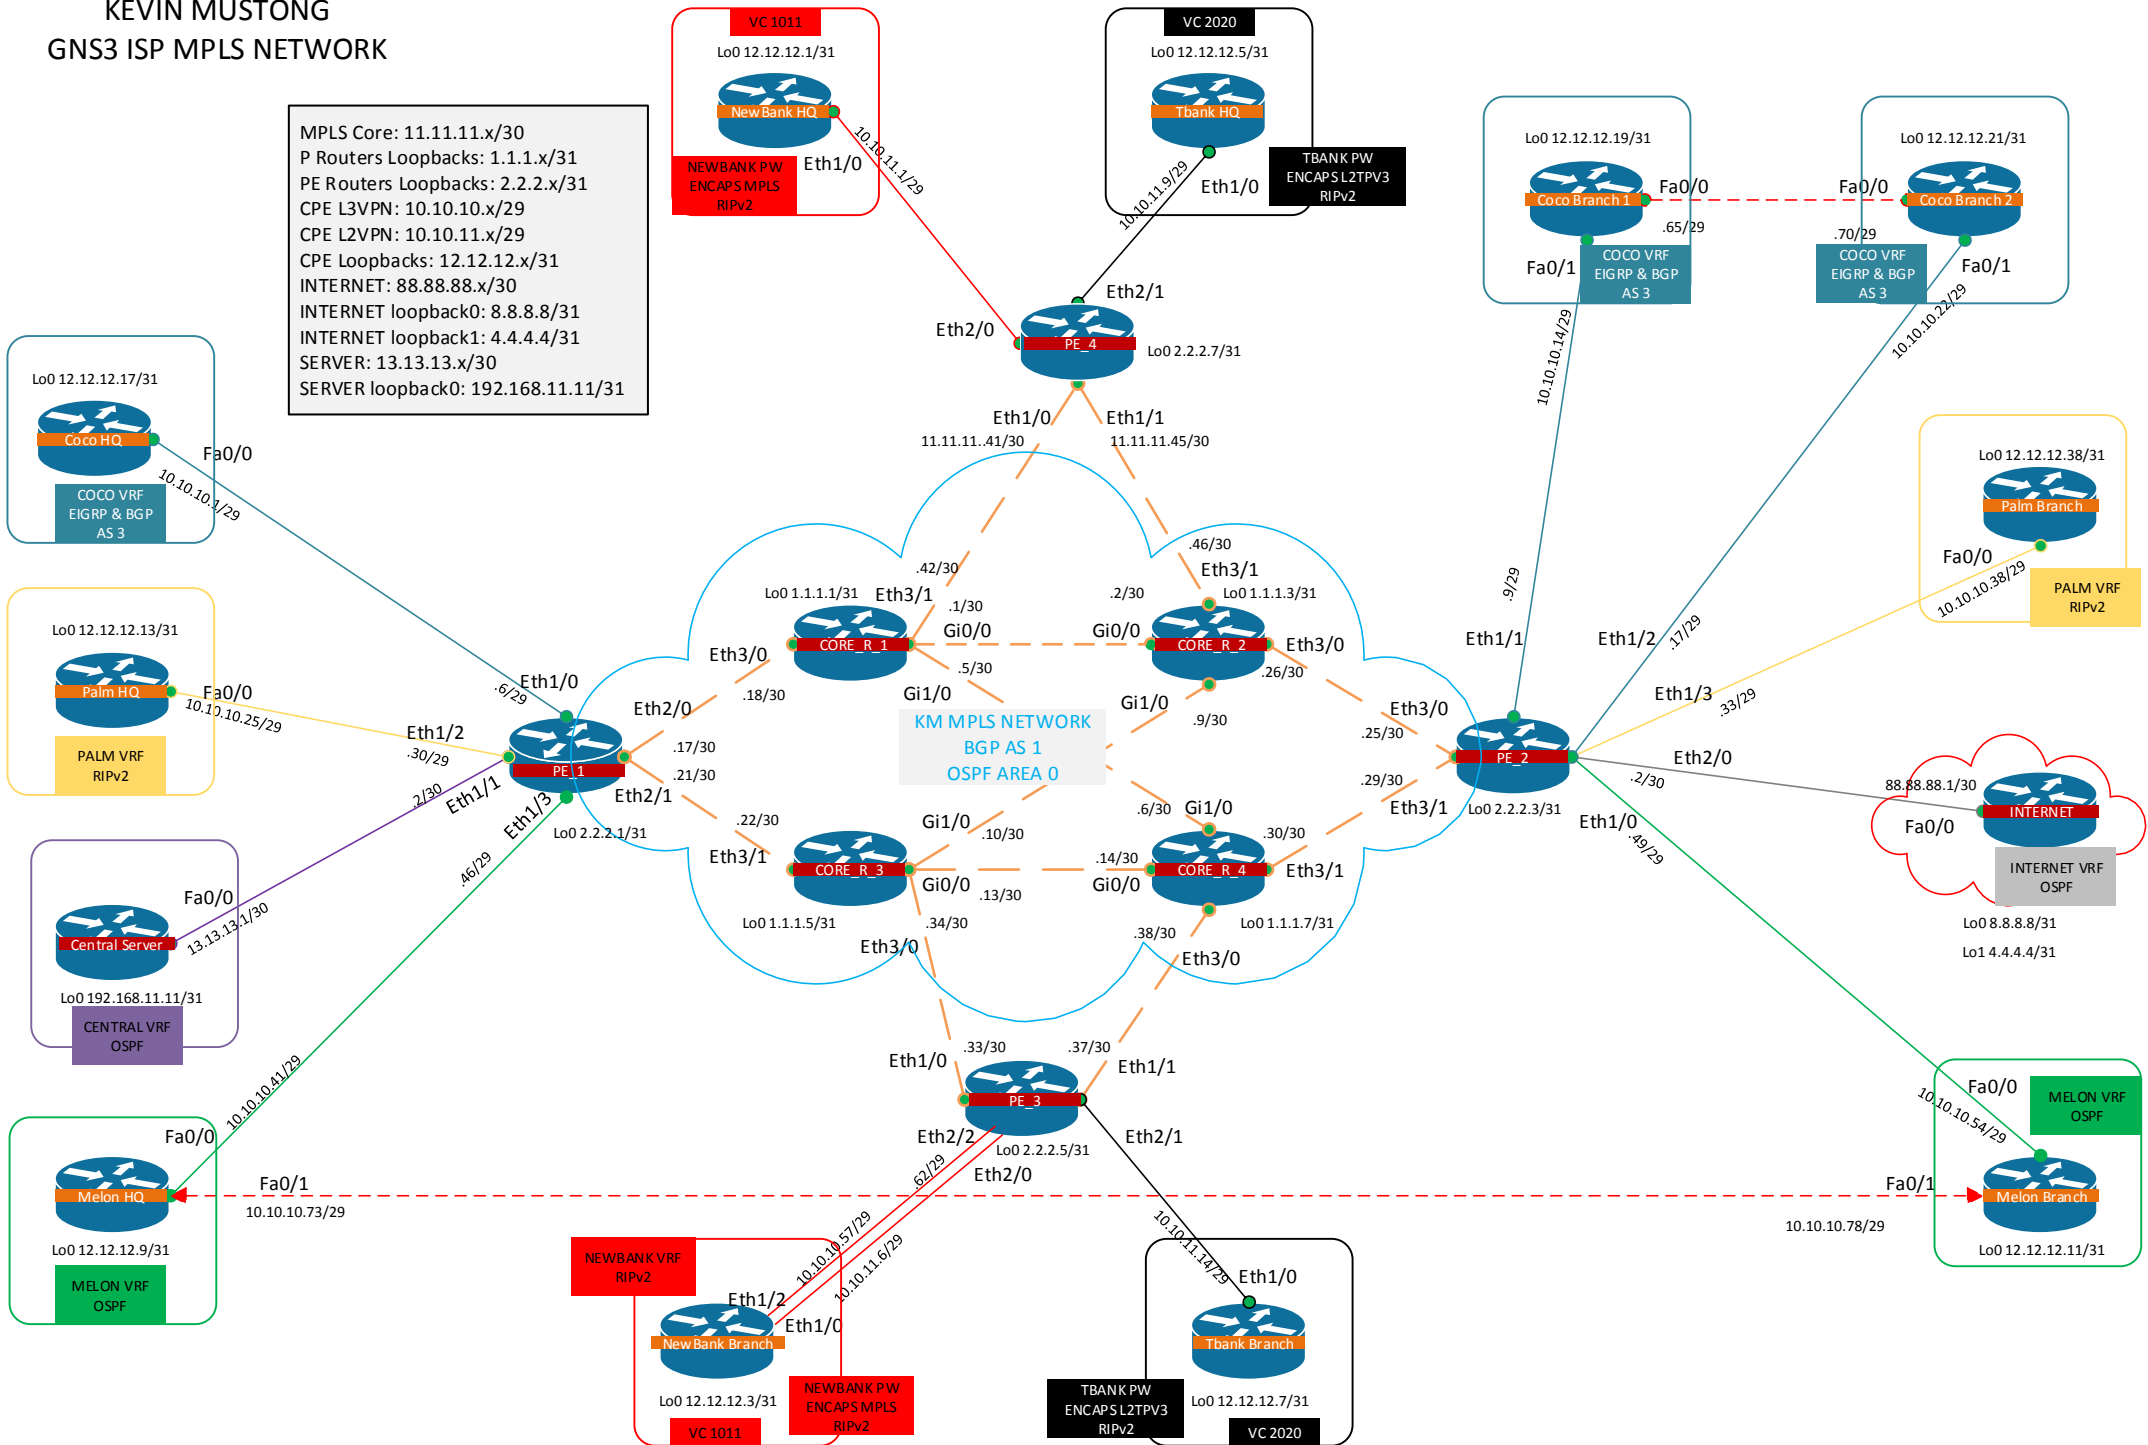 KEVIN MUSTONG
GNS3 ISP MPLS NETWORK
MPLS Core: 11.11.11.x/30
P Routers Loopbacks: 1.1.1.x/31
PE Routers Loopbacks: 2.2.2.x/31
CPE L3VPN: 10.10.10.x/29
CPE L2VPN: 10.10.11.x/29
CPE Loopbacks: 12.12.12.x/31
INTERNET: 88.88.88.x/30
INTERNET loopback0: 8.8.8.8/31
INTERNET loopback1: 4.4.4.4/31
SERVER: 13.13.13.x/30
SERVER loopback0: 192.168.11.11/31
VC 1011
Lo0 12.12.12.1/31
NewBank HQ
Eth1/0
NEWBANK PW
ENCAPS MPLS
RIPv2
10.10.11.1/29
VC 2020
Lo0 12.12.12.5/31
Tbank HQ
Eth1/0
TBANK PW
ENCAPS L2TPV3
RIPv2
10.10.11.9/29
Lo0 12.12.12.19/31
Coco Branch 1
Fa0/0
.65/29
Fa0/1
COCO VRF
EIGRP & BGP
AS 3
10.10.10.14/29
Lo0 12.12.12.21/31
Fa0/0
Coco Branch 2
.70/29
COCO VRF
EIGRP & BGP
AS 3
Fa0/1
10.10.10.22/29
Eth2/1
Eth2/0
PE_4
Lo0 2.2.2.7/31
Eth1/0
Eth1/1
11.11.11..41/30
11.11.11.45/30
Lo0 12.12.12.17/31
Coco HQ
Fa0/0
10.10.10.1/29
COCO VRF
EIGRP & BGP
AS 3
Lo0 12.12.12.38/31
Palm Branch
Fa0/0
10.10.10.38/29
PALM VRF
RIPv2
Lo0 12.12.12.13/31
Palm HQ
Fa0/0
10.10.10.25/29
PALM VRF
RIPv2
.42/30
Lo0 1.1.1.1/31
Eth3/1
.1/30
CORE_R_1
Gi0/0
Eth3/0
.18/30
.5/30
Gi1/0
.46/30
Eth3/1
.2/30
Lo0 1.1.1.3/31
Gi0/0
CORE_R_2
Eth3/0
.26/30
Gi1/0
.9/30
KM MPLS NETWORK
BGP AS 1
OSPF AREA 0
.6/29
Eth1/0
Eth2/0
Eth1/2
.30/29
.17/30
PE_1
.21/30
Eth2/1
.2/30
Eth1/1
Eth1/3
Lo0 2.2.2.1/31
.46/29
.9/29
Eth1/1
Eth1/2
.17/29
Eth1/3
.33/29
Eth3/0
.25/30
PE_2
Eth2/0
.2/30
.29/30
Eth3/1
Lo0 2.2.2.3/31
Eth1/0
.49/29
88.88.88.1/30
Fa0/0
INTERNET
INTERNET VRF
OSPF
Lo0 8.8.8.8/31
Lo1 4.4.4.4/31
.22/30
Eth3/1
Gi1/0
.10/30
CORE_R_3
Gi0/0
.13/30
Lo0 1.1.1.5/31
.34/30
Eth3/0
.6/30
Gi1/0
.14/30
.30/30
Gi0/0
CORE_R_4
Eth3/1
Lo0 1.1.1.7/31
.38/30
Eth3/0
Fa0/0
13.13.13.1/30
Central Server
Lo0 192.168.11.11/31
CENTRAL VRF
OSPF
10.10.10.41/29
Fa0/0
Melon HQ
Fa0/1
10.10.10.73/29
Lo0 12.12.12.9/31
MELON VRF
OSPF
.33/30
.37/30
Eth1/0
Eth1/1
PE_3
Eth2/2
Eth2/1
Lo0 2.2.2.5/31
Eth2/0
.62/29
10.10.10.57/29
10.10.11.6/29
10.10.11.14/29
Fa0/0
MELON VRF
OSPF
10.10.10.54/29
Fa0/1
Melon Branch
10.10.10.78/29
Lo0 12.12.12.11/31
NEWBANK VRF
RIPv2
Eth1/2
Eth1/0
NewBank Branch
Lo0 12.12.12.3/31
NEWBANK PW
ENCAPS MPLS
RIPv2
VC 1011
Eth1/0
Tbank Branch
TBANK PW
ENCAPS L2TPV3
RIPv2
Lo0 12.12.12.7/31
VC 2020